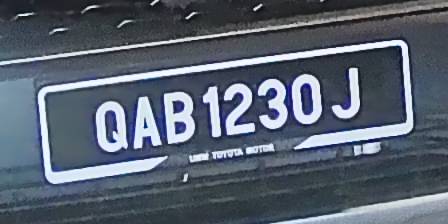 QAB 1230 J
UMW TOYOTA MOTOR